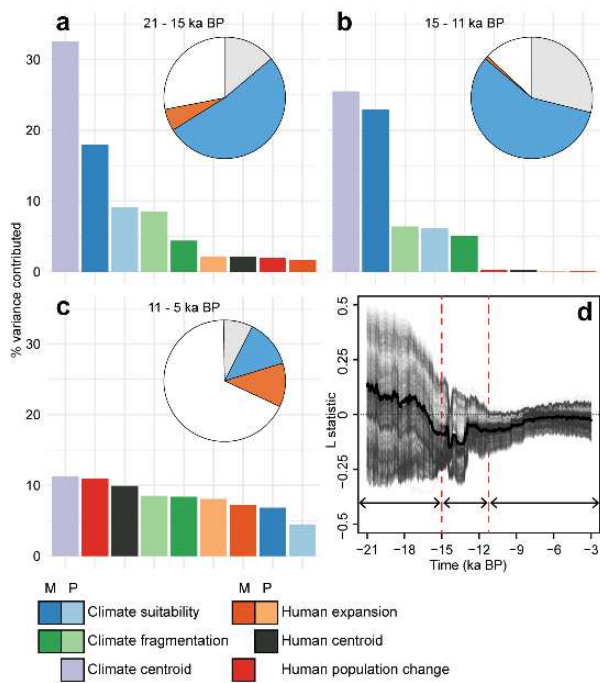 a
21 - 15 ka BP
b
15 - 11 ka BP
30
20
10
0
c
11 - 5 ka BP
d
% variance contributed
30
20
10
0
L statistic
0.5
0.25
0
−0.25
−0.5
−21 −18 −15 −12 −9 −6 −3
Time (ka BP)
M P
Climate suitability
Climate fragmentation
Climate centroid
M P
Human expansion
Human centroid
Human population change